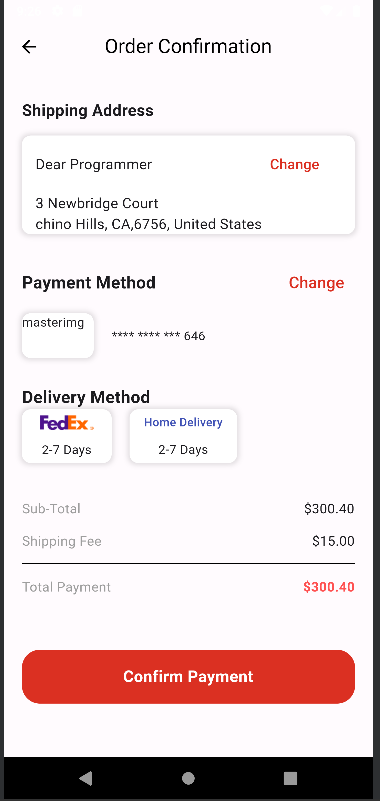 Order Confirmation
Shipping Address
Dear Programmer Change
3 Newbridge Court
chino Hills, CA,6756, United States
Payment Method Change
masterimg
**** **** *** 646
Delivery Method
FedEx. Home Delivery
2-7 Days 2-7 Days
Sub-Total $300.40
Shipping Fee $15.00
Total Payment $300.40
Confirm Payment